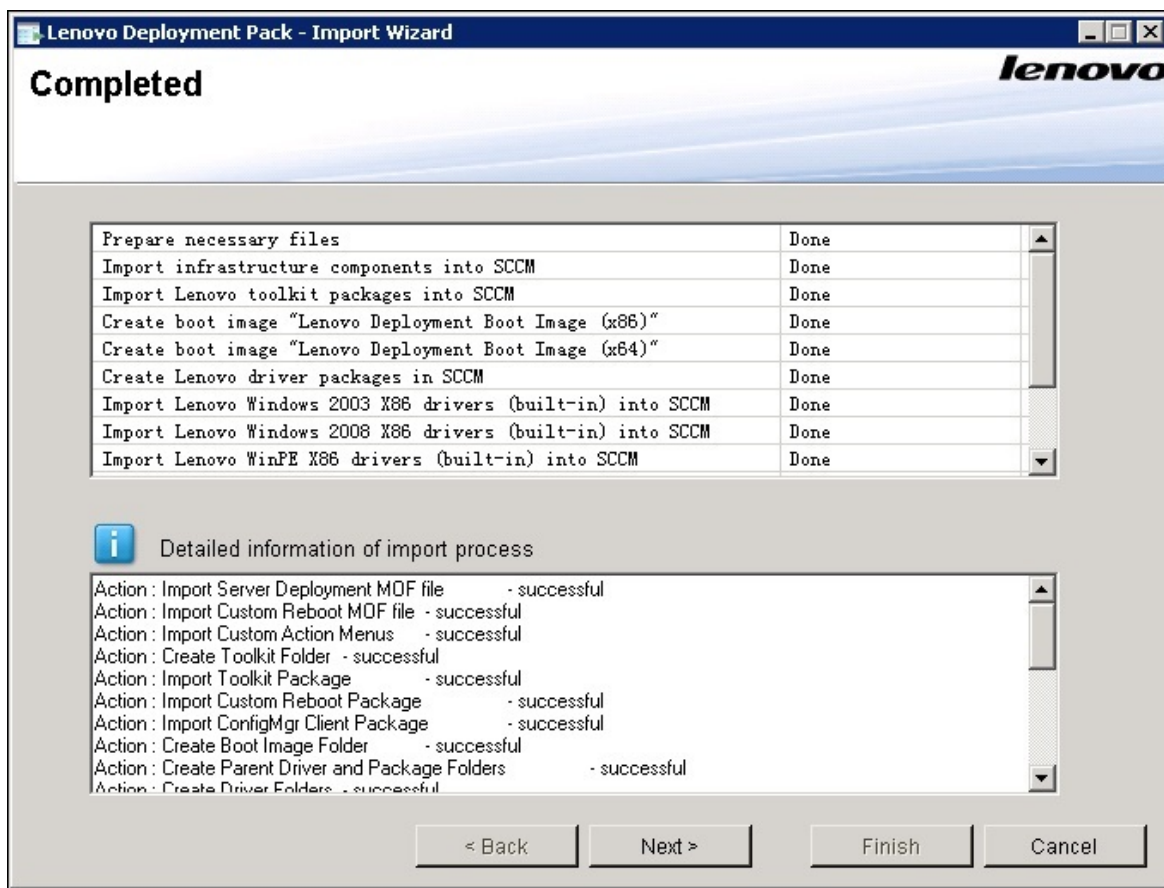 Lenovo Deployment Pack - Import Wizard
Completed
lenovo
Prepare necessary files Done
Import infrastructure components into SCCM Done
Import Lenovo toolkit packages into SCCM Done
Create boot image "Lenovo Deployment Boot Image (x86)" Done
Create boot image "Lenovo Deployment Boot Image (x64)" Done
Create Lenovo driver packages in SCCM Done
Import Lenovo Windows 2003 X86 drivers (built-in) into SCCM Done
Import Lenovo Windows 2008 X86 drivers (built-in) into SCCM Done
Import Lenovo WinPE X86 drivers (built-in) into SCCM Done
i Detailed information of import process
Action : Import Server Deployment MOF file - successful
Action : Import Custom Reboot MOF file - successful
Action : Import Custom Action Menus - successful
Action : Create Toolkit Folder - successful
Action : Import Toolkit Package - successful
Action : Import Custom Reboot Package - successful
Action : Import ConfigMgr Client Package - successful
Action : Create Boot Image Folder - successful
Action : Create Parent Driver and Package Folders - successful
Action : Create Driver Folders - successful
< Back Next > Finish Cancel